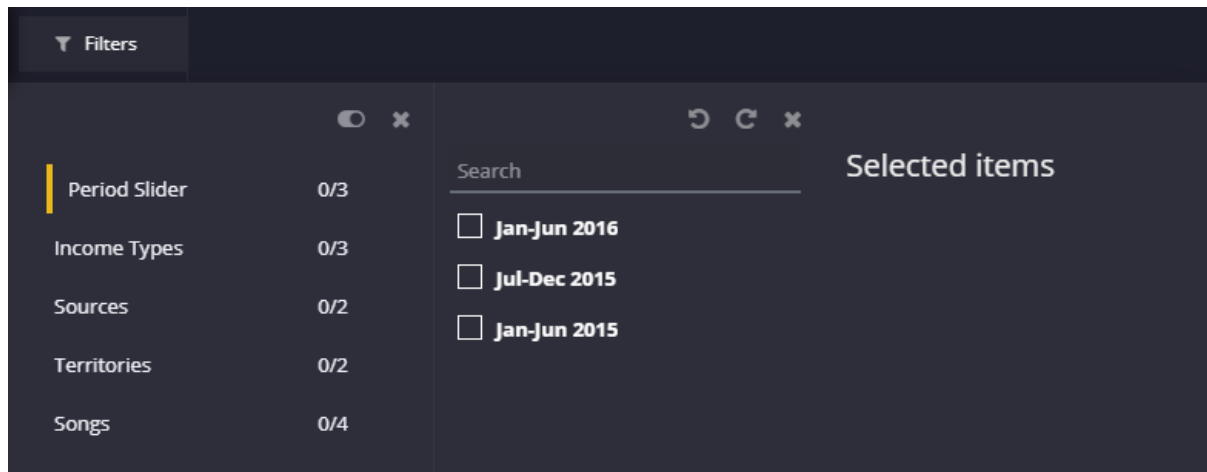 Filters
Period Slider 0/3
Income Types 0/3
Sources 0/2
Territories 0/2
Songs 0/4
Search
Jan-Jun 2016
Jul-Dec 2015
Jan-Jun 2015
Selected items